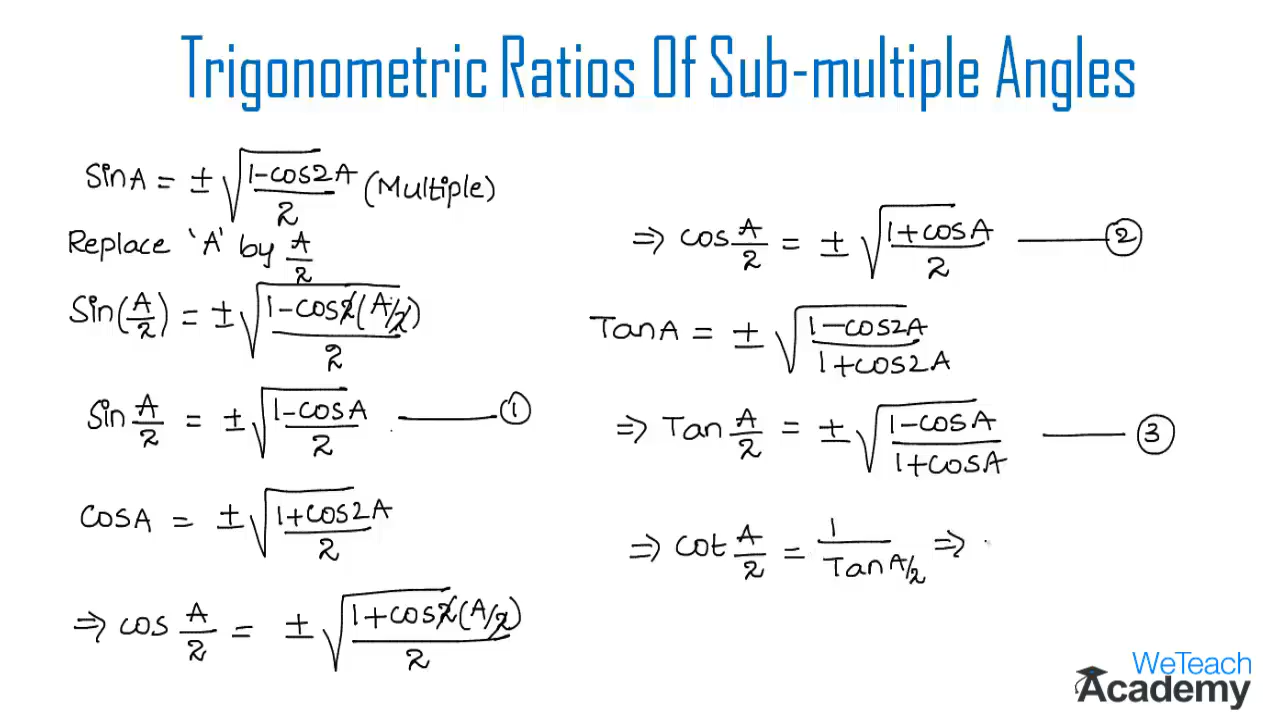 Trigonometric Ratios Of Sub-multiple Angles
SinA = ± √(1-cos2A/2) (Multiple)
Replace 'A' by A/2
Sin(A/2) = ± √(1-cos2(A/2)/2)
Sin A/2 = ± √(1-cosA/2) ——— ①
cosA = ± √(1+cos2A/2)
⇒ cos A/2 = ± √(1+cos2(A/2)/2)
⇒ cos A/2 = ± √(1+cosA/2) ——— ②
TanA = ± √(1-cos2A/1+cos2A)
⇒ Tan A/2 = ± √(1-cosA/1+cosA) ——— ③
⇒ cot A/2 = 1/TanA/2 ⇒
WeTeach
Academy